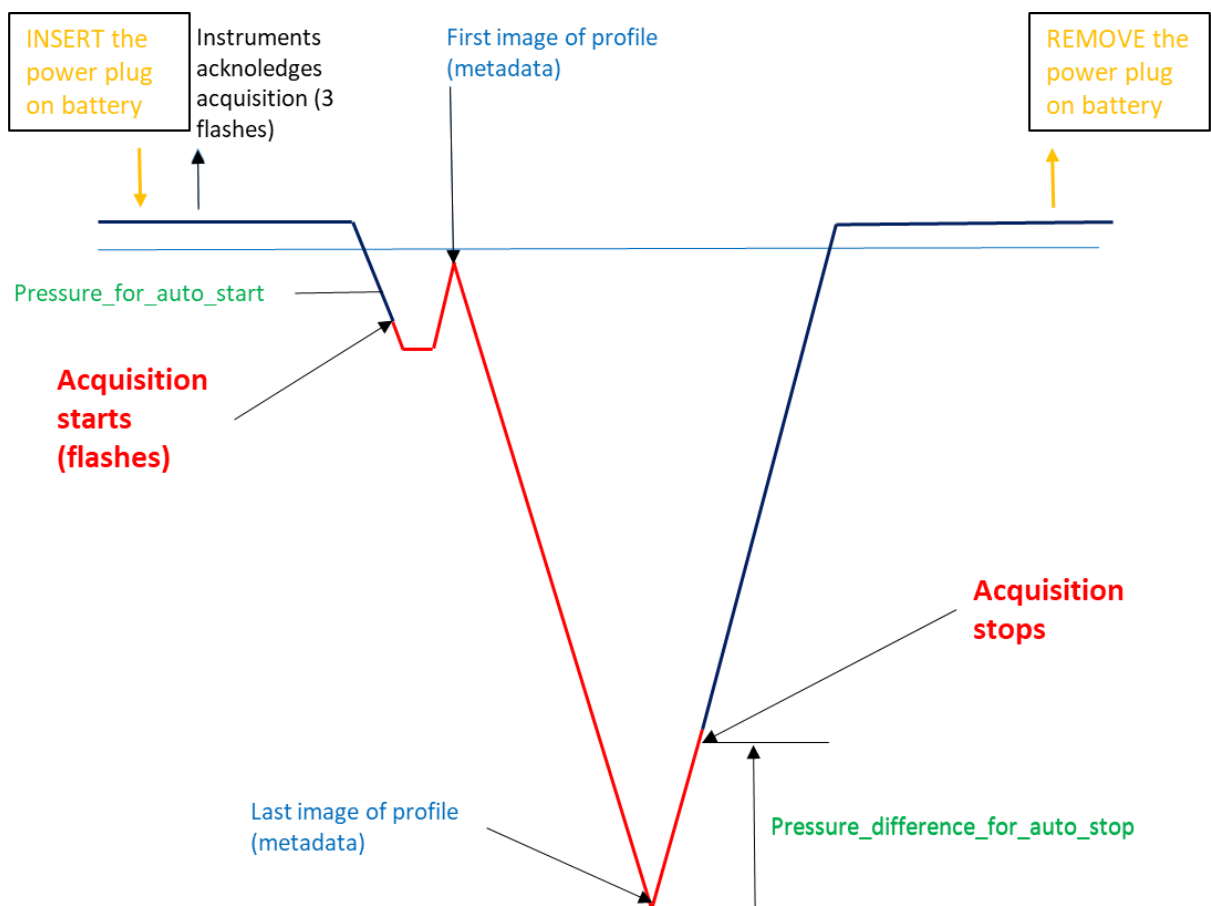 INSERT the
power plug
on battery
Instruments
acknoledges
acquisition (3
flashes)
First image of profile
(metadata)
REMOVE the
power plug
on battery
Pressure_for_auto_start
Acquisition
starts
(flashes)
Acquisition
stops
Last image of profile
(metadata)
Pressure_difference_for_auto_stop